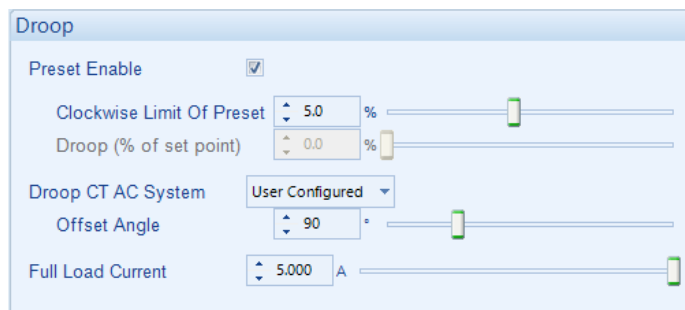 Droop
Preset Enable
Clockwise Limit Of Preset 5.0 %
Droop (% of set point) 0.0 %
Droop CT AC System User Configured
Offset Angle 90 °
Full Load Current 5.000 A